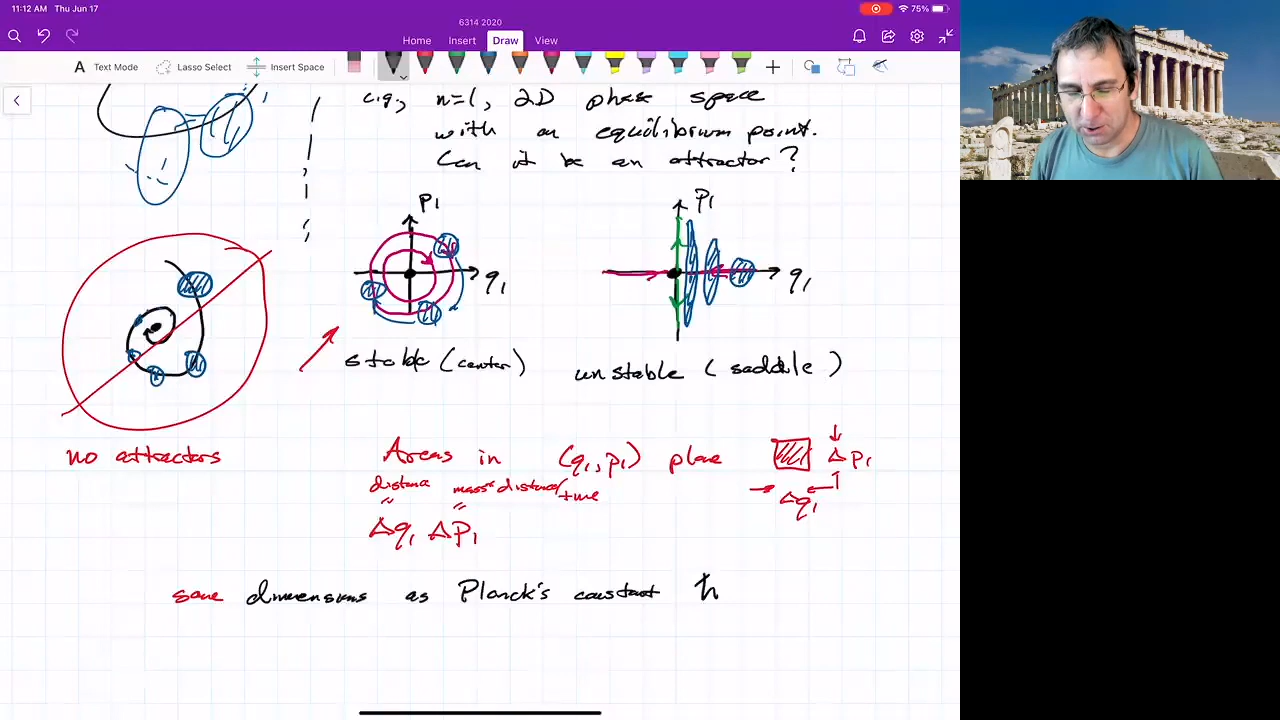 11:12 AM Thu Jun 17
75%
6314 2020
Home Insert Draw View
A Text Mode Lasso Select Insert Space
e.g., n=1, 2D phase space
with an equilibrium point.
Can it be an attractor?
p1
q1
p1
q1
stable (center)
unstable (saddle)
no attractors
Areas in (q1, p1) plane
Δp1
Δq1
distance mass* distance/time
" "
Δq1 Δp1
same dimensions as Planck's constant ħ